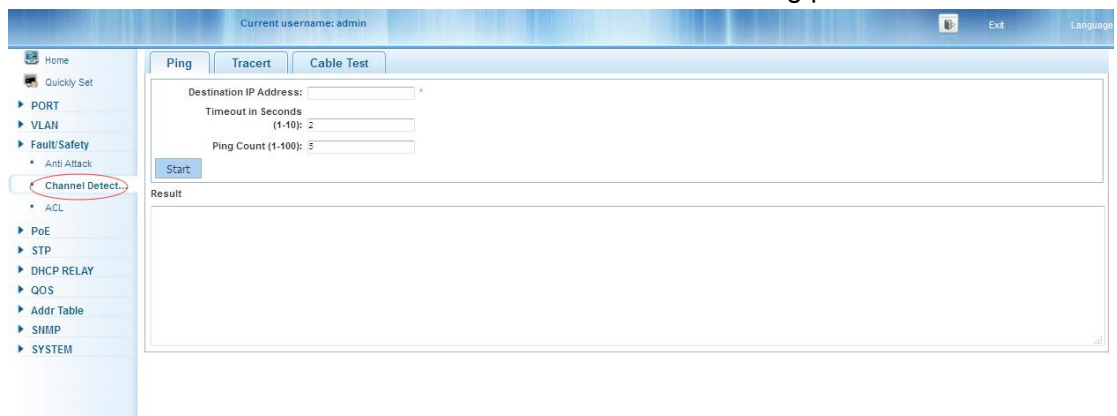 Current username: admin
Exit
Language
Home
Quickly Set
PORT
VLAN
Fault/Safety
Anti Attack
Channel Detect...
ACL
PoE
STP
DHCP RELAY
QOS
Addr Table
SNMP
SYSTEM
Ping Tracert Cable Test
Destination IP Address: *
Timeout in Seconds
(1-10): 2
Ping Count (1-100): 5
Start
Result